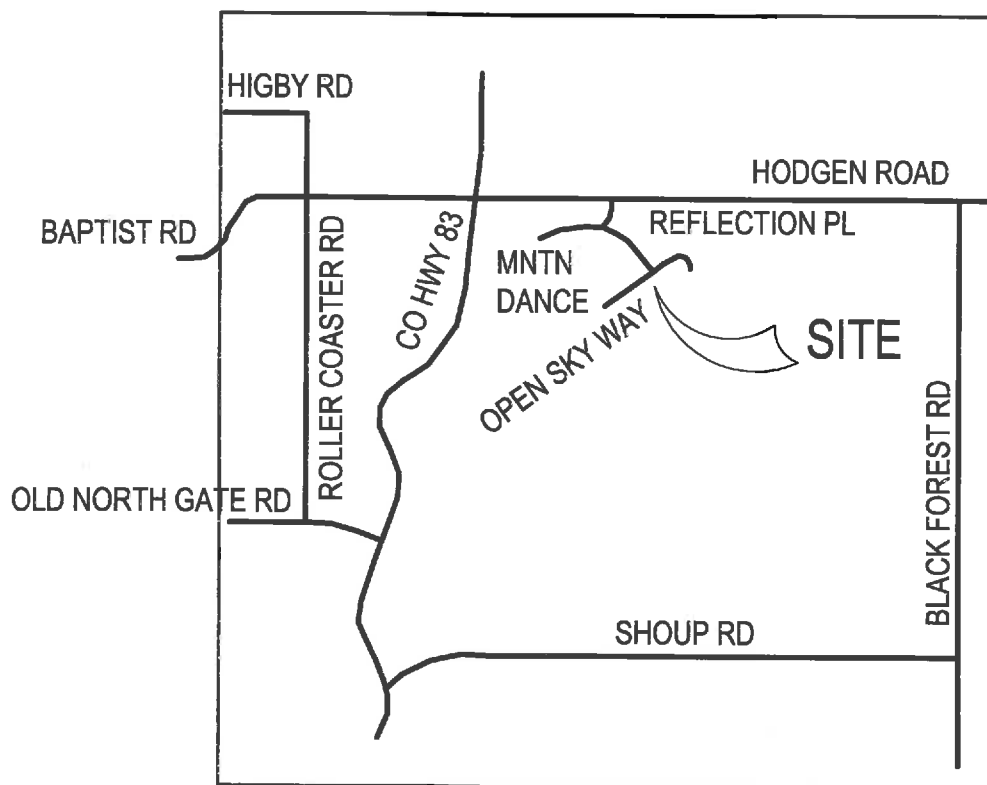 HIGBY RD
HODGEN ROAD
BAPTIST RD
REFLECTION PL
ROLLER COASTER RD
CO HWY 83
MNTN
DANCE
OPEN SKY WAY
SITE
BLACK FOREST RD
OLD NORTH GATE RD
SHOUP RD